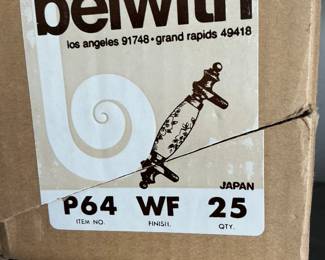 belwith
los angeles 91748 • grand rapids 49418
JAPAN
P64 WF 25
ITEM NO. FINISH. QTY.